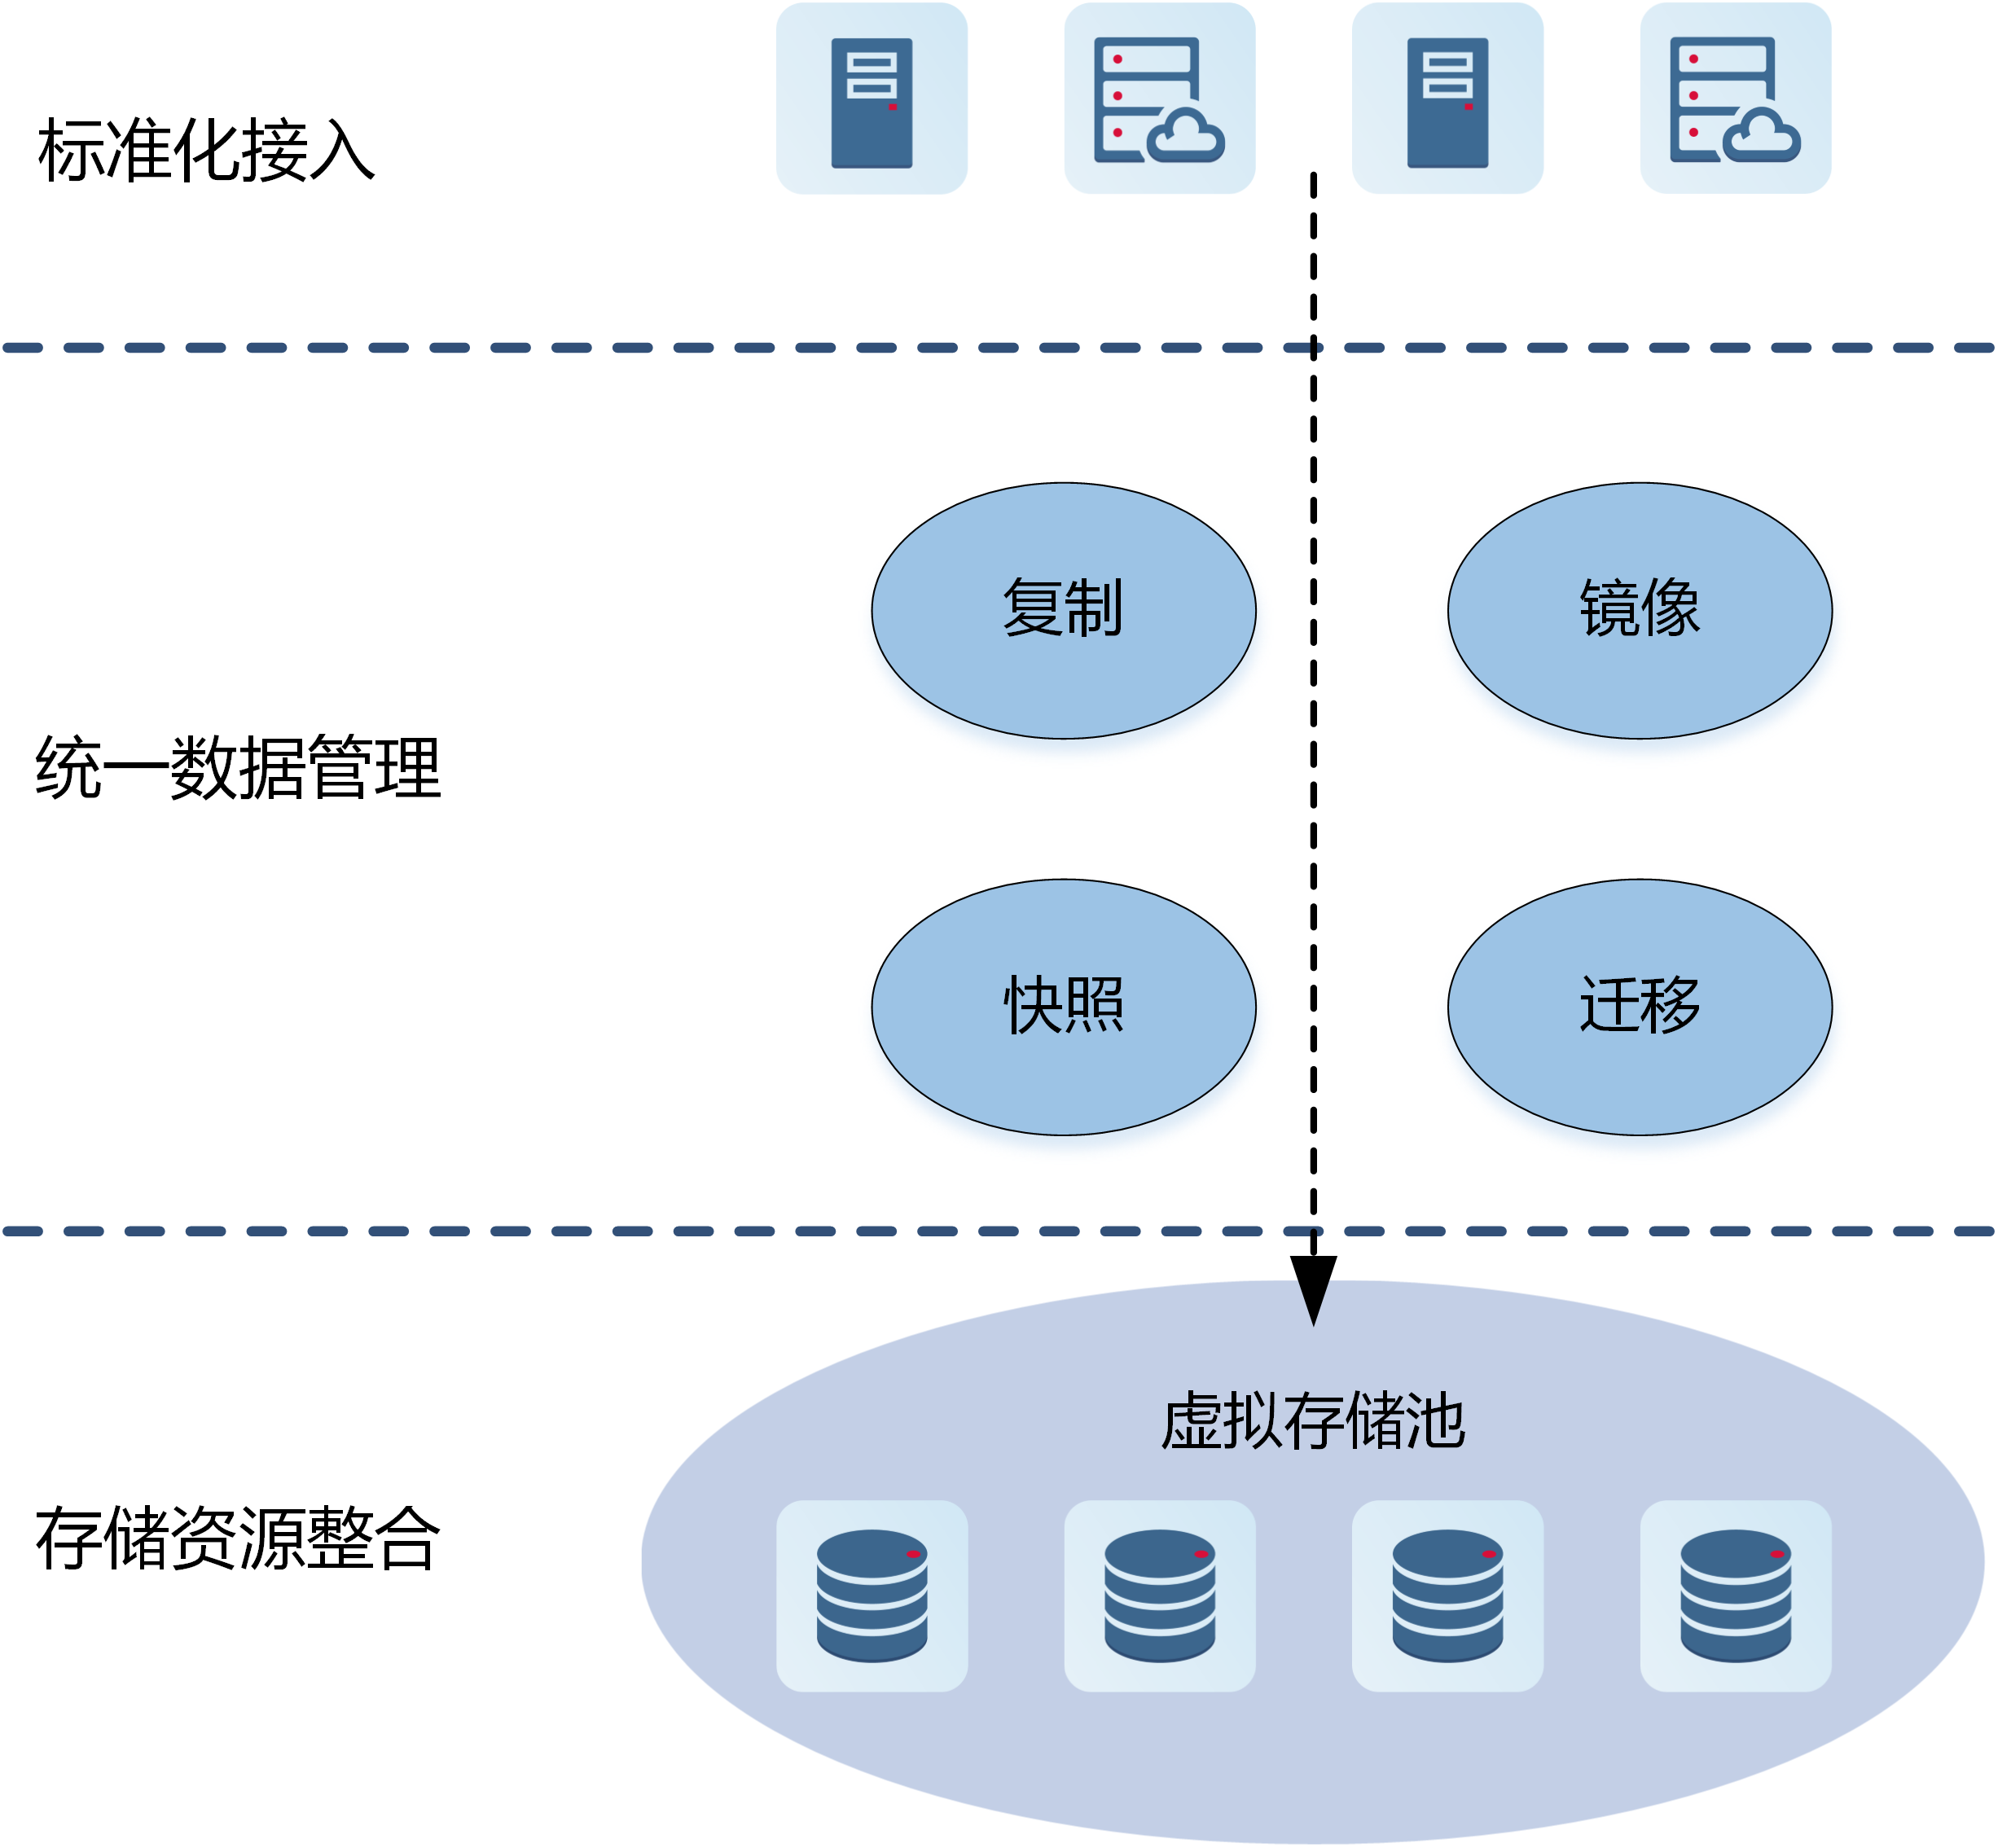 标准化接入
复制
镜像
统一数据管理
快照
迁移
虚拟存储池
存储资源整合